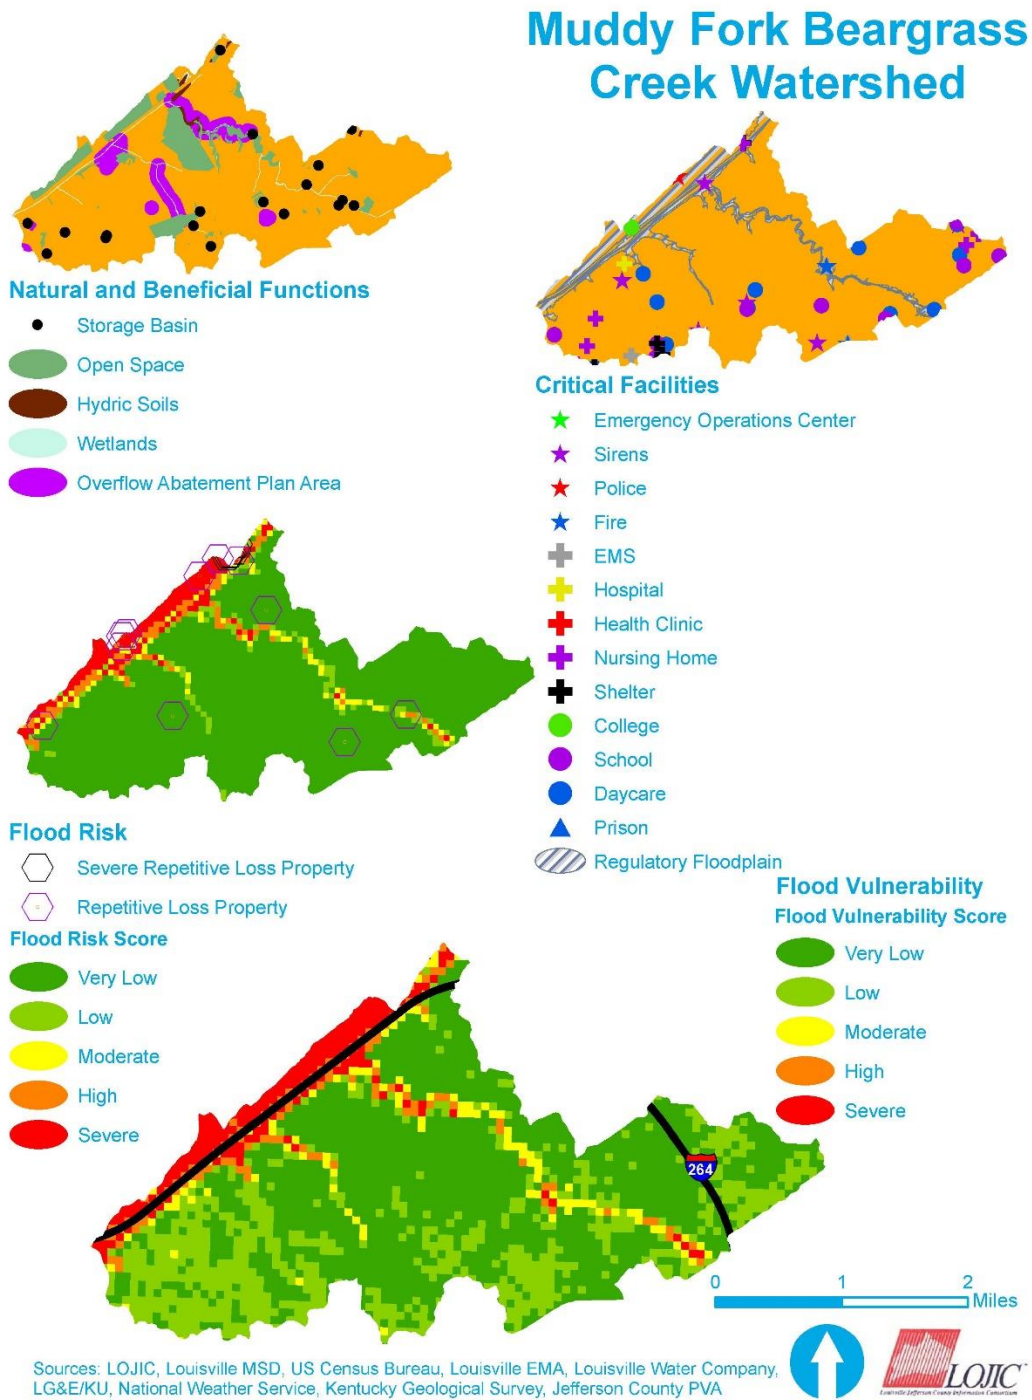 Muddy Fork Beargrass
Creek Watershed
Natural and Beneficial Functions
Storage Basin
Open Space
Hydric Soils
Wetlands
Overflow Abatement Plan Area
Critical Facilities
Emergency Operations Center
Sirens
Police
Fire
EMS
Hospital
Health Clinic
Nursing Home
Shelter
College
School
Daycare
Prison
Regulatory Floodplain
Flood Risk
Severe Repetitive Loss Property
Repetitive Loss Property
Flood Risk Score
Very Low
Low
Moderate
High
Severe
Flood Vulnerability
Flood Vulnerability Score
Very Low
Low
Moderate
High
Severe
264
0 1 2
Miles
Sources: LOJIC, Louisville MSD, US Census Bureau, Louisville EMA, Louisville Water Company,
LG&E/KU, National Weather Service, Kentucky Geological Survey, Jefferson County PVA
LOJIC
Louisville/Jefferson County Information Consortium